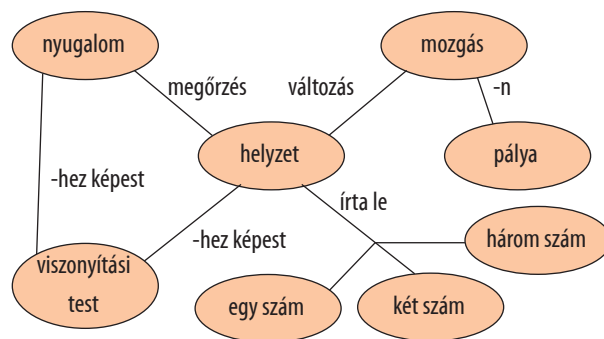 nyugalom
mozgás
megőrzés
változás
-n
helyzet
pálya
-hez képest
írta le
-hez képest
három szám
viszonyítási
test
egy szám
két szám